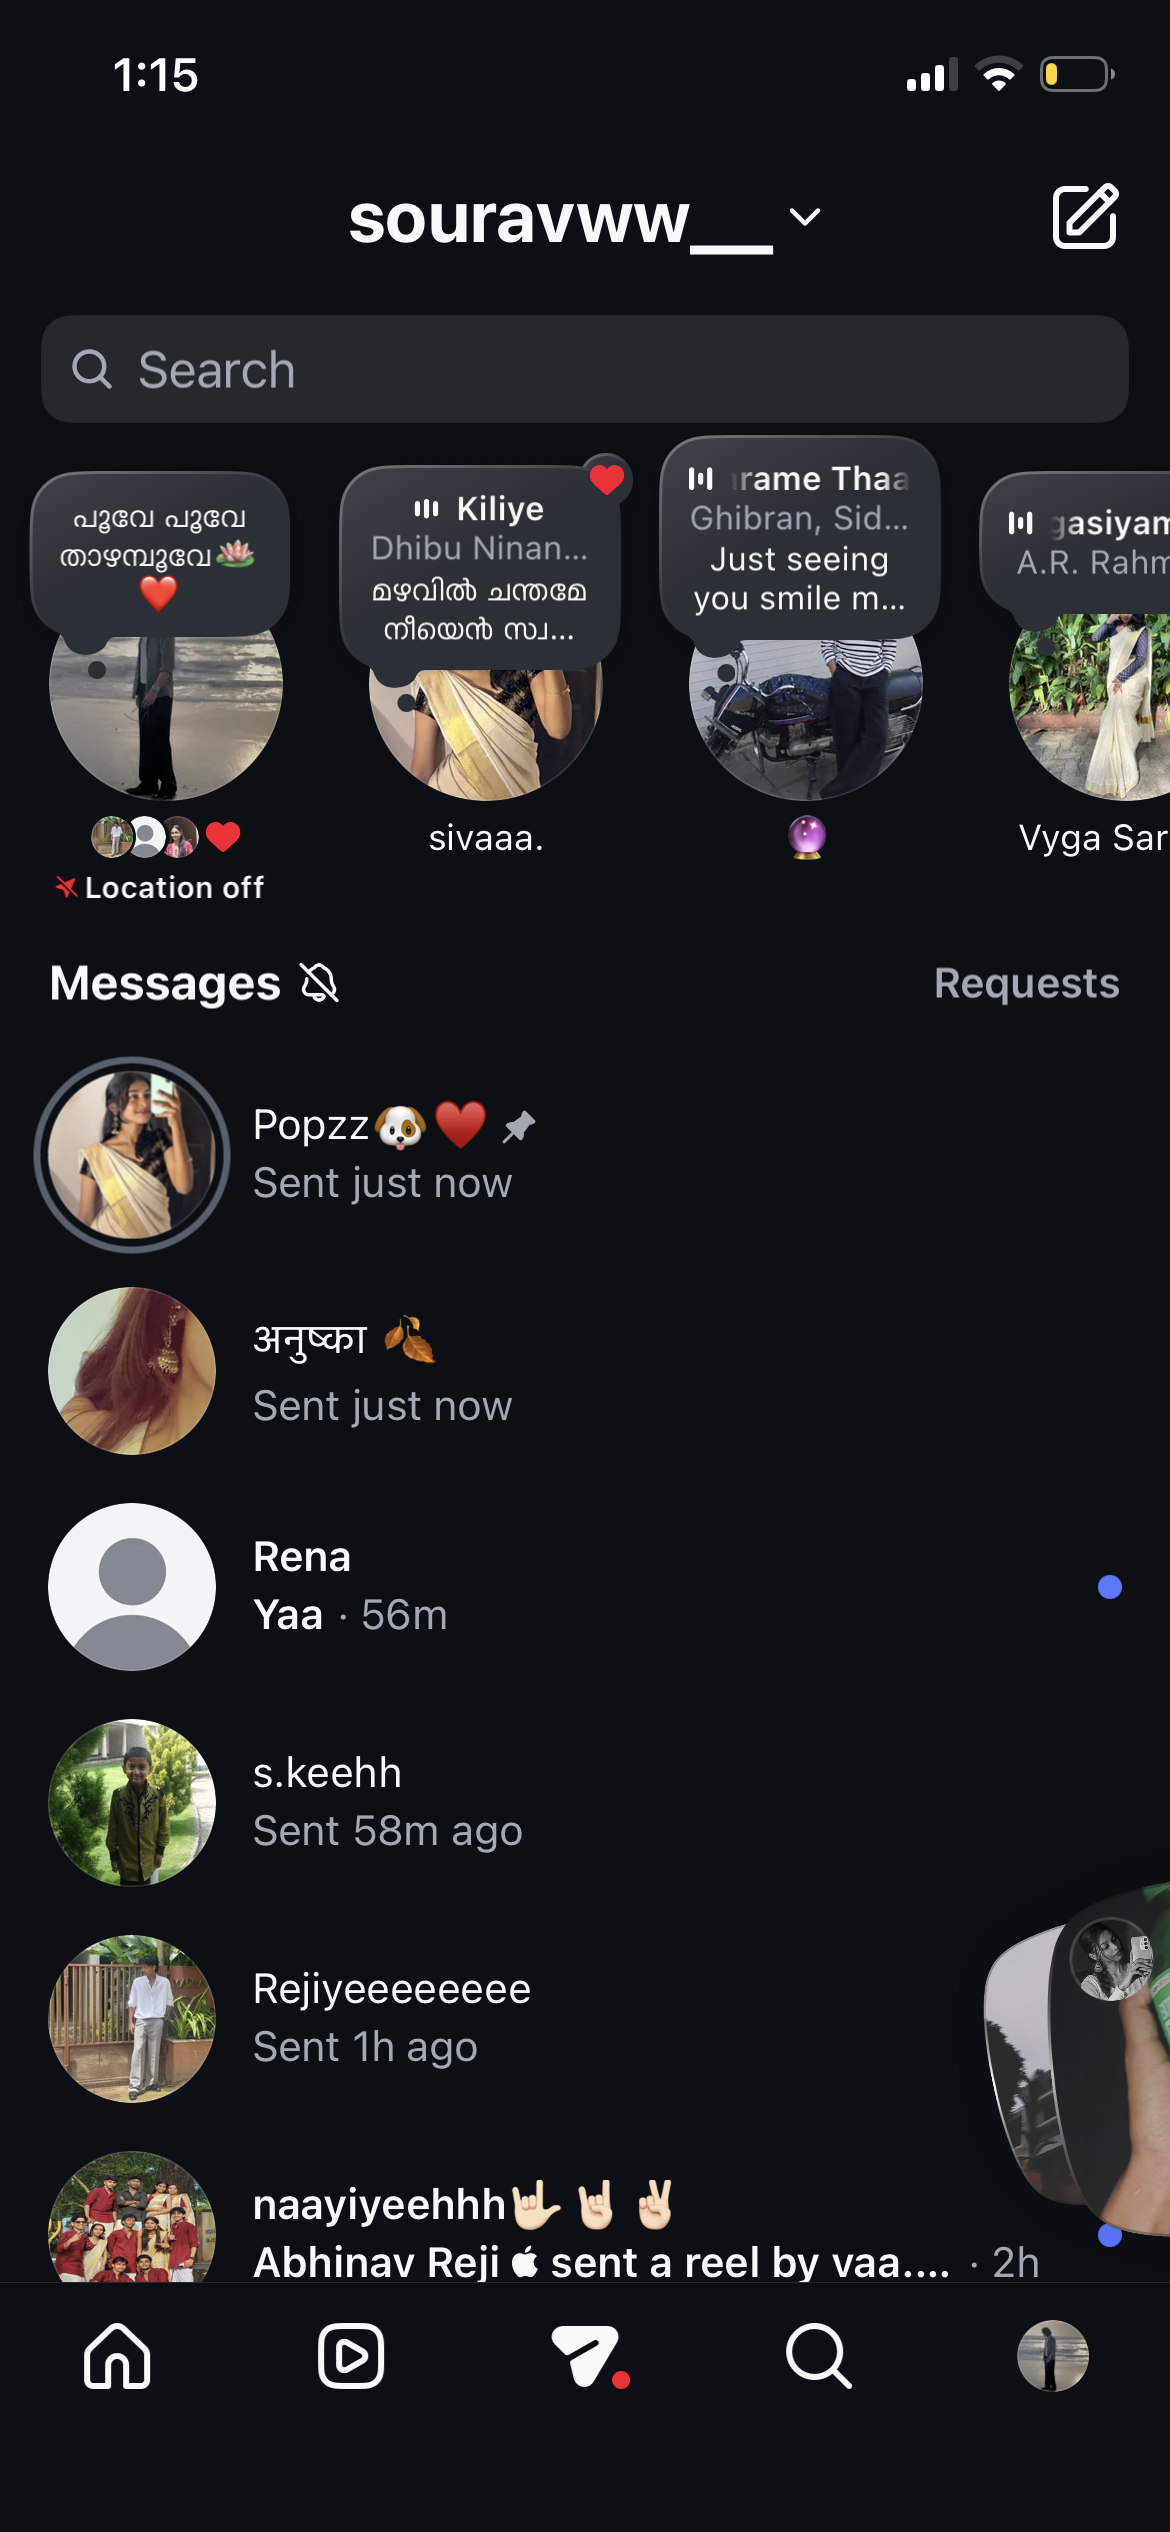 1:15
souravww__
Search
പൂവേ പൂവേ
താഴമ്പൂവേ🪷
❤️
Kiliye
Dhibu Ninan...
മഴവിൽ ചന്തമേ
നീയെൻ സ്വ...
rame Thaa
Ghibran, Sid...
Just seeing
you smile m...
gasiyam
A.R. Rahm
Location off
sivaaa.
🔮
Vyga Sar
Messages
Requests
Popzz🐶♥️
Sent just now
अनुष्का 🍂
Sent just now
Rena
Yaa · 56m
s.keehh
Sent 58m ago
Rejiyeeeeeeee
Sent 1h ago
naayiyeehhh🤟🏻🤘🏻✌🏻
Abhinav Reji  sent a reel by vaa.... · 2h